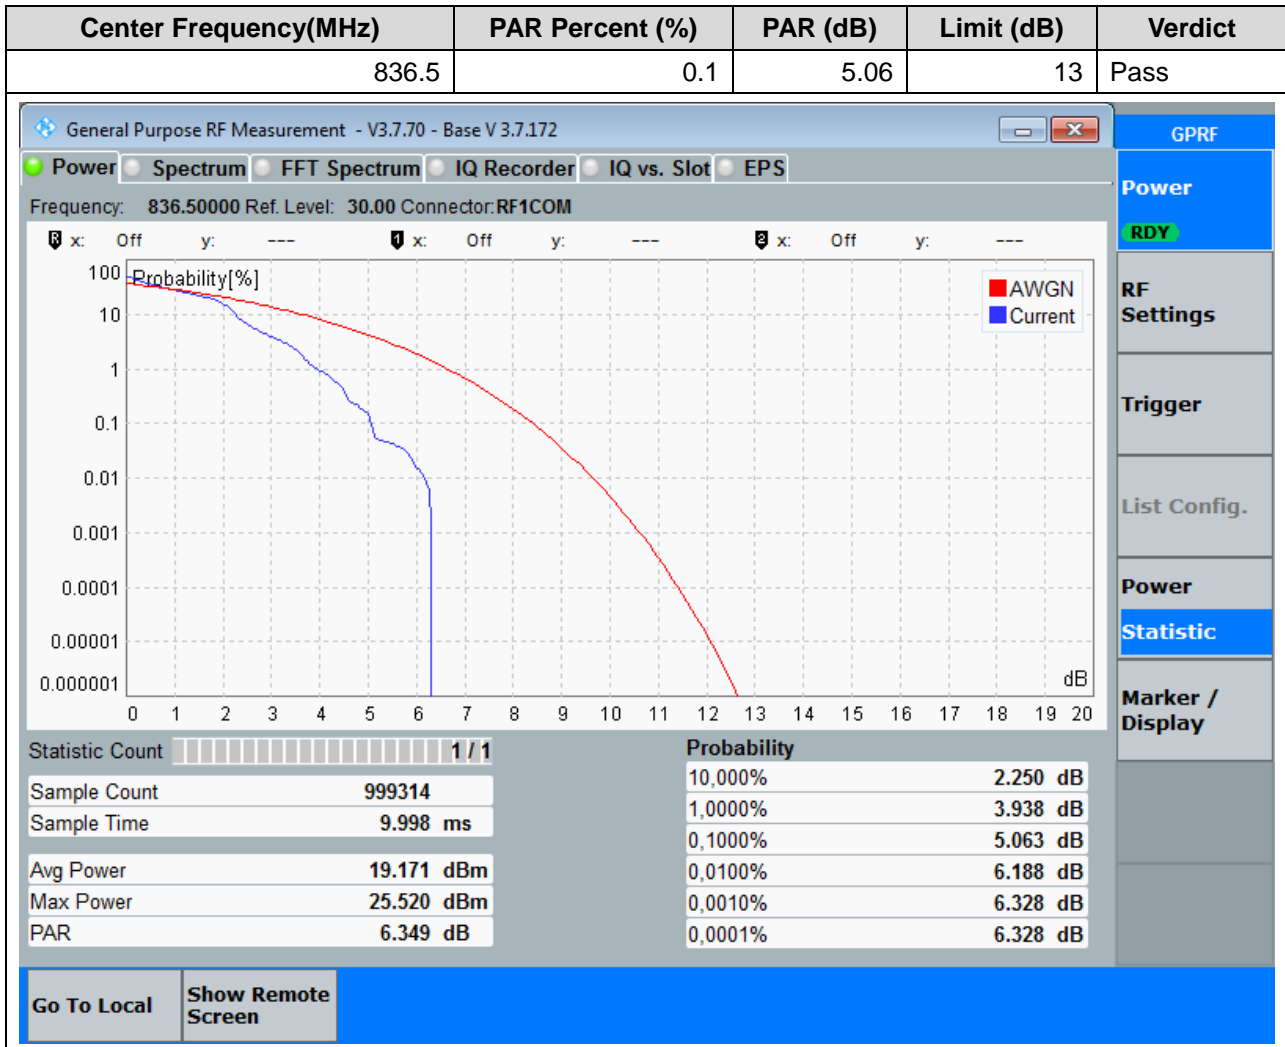 Center Frequency(MHz) PAR Percent (%) PAR (dB) Limit (dB) Verdict
836.5 0.1 5.06 13 Pass
General Purpose RF Measurement - V3.7.70 - Base V 3.7.172
GPRF
Power Spectrum FFT Spectrum IQ Recorder IQ vs. Slot EPS
Frequency: 836.50000 Ref. Level: 30.00 Connector:RF1COM
R x: Off y: --- 1 x: Off y: --- 2 x: Off y: ---
Probability[%]
100
10
1
0.1
0.01
0.001
0.0001
0.00001
0.000001
AWGN
Current
dB
0 1 2 3 4 5 6 7 8 9 10 11 12 13 14 15 16 17 18 19 20
Statistic Count 1 / 1
Sample Count 999314
Sample Time 9.998 ms
Avg Power 19.171 dBm
Max Power 25.520 dBm
PAR 6.349 dB
Probability
10,000% 2.250 dB
1,0000% 3.938 dB
0,1000% 5.063 dB
0,0100% 6.188 dB
0,0010% 6.328 dB
0,0001% 6.328 dB
Power
RDY
RF
Settings
Trigger
List Config.
Power
Statistic
Marker /
Display
Go To Local
Show Remote
Screen